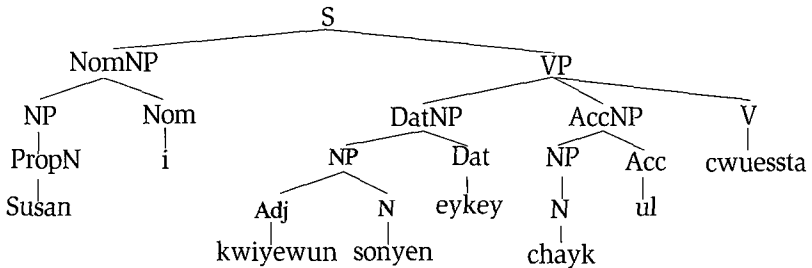 S
NomNP VP
NP Nom DatNP AccNP V
PropN i NP Dat NP Acc cwuessta
Susan Adj N eykey N ul
kwiyewun sonyen chayk